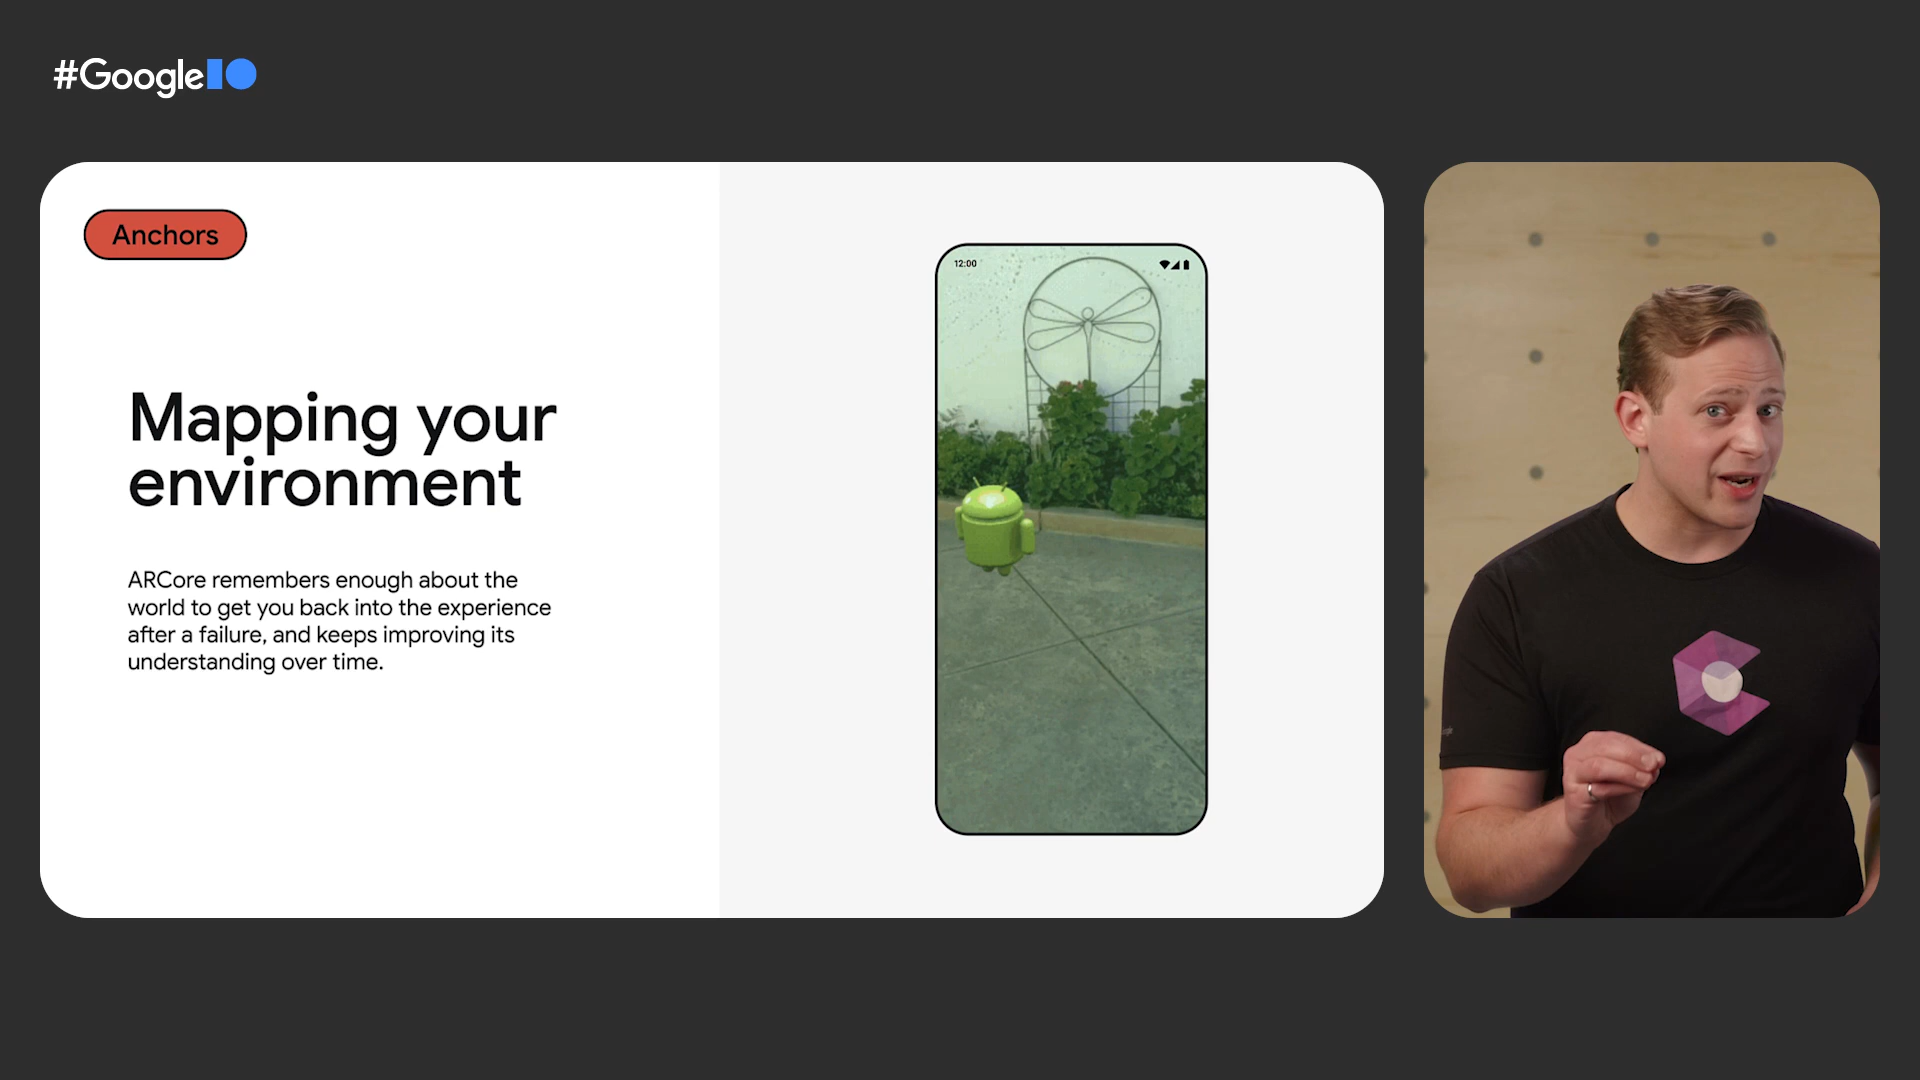 #GoogleIO
Anchors
Mapping your
environment
ARCore remembers enough about the
world to get you back into the experience
after a failure, and keeps improving its
understanding over time.
12:00